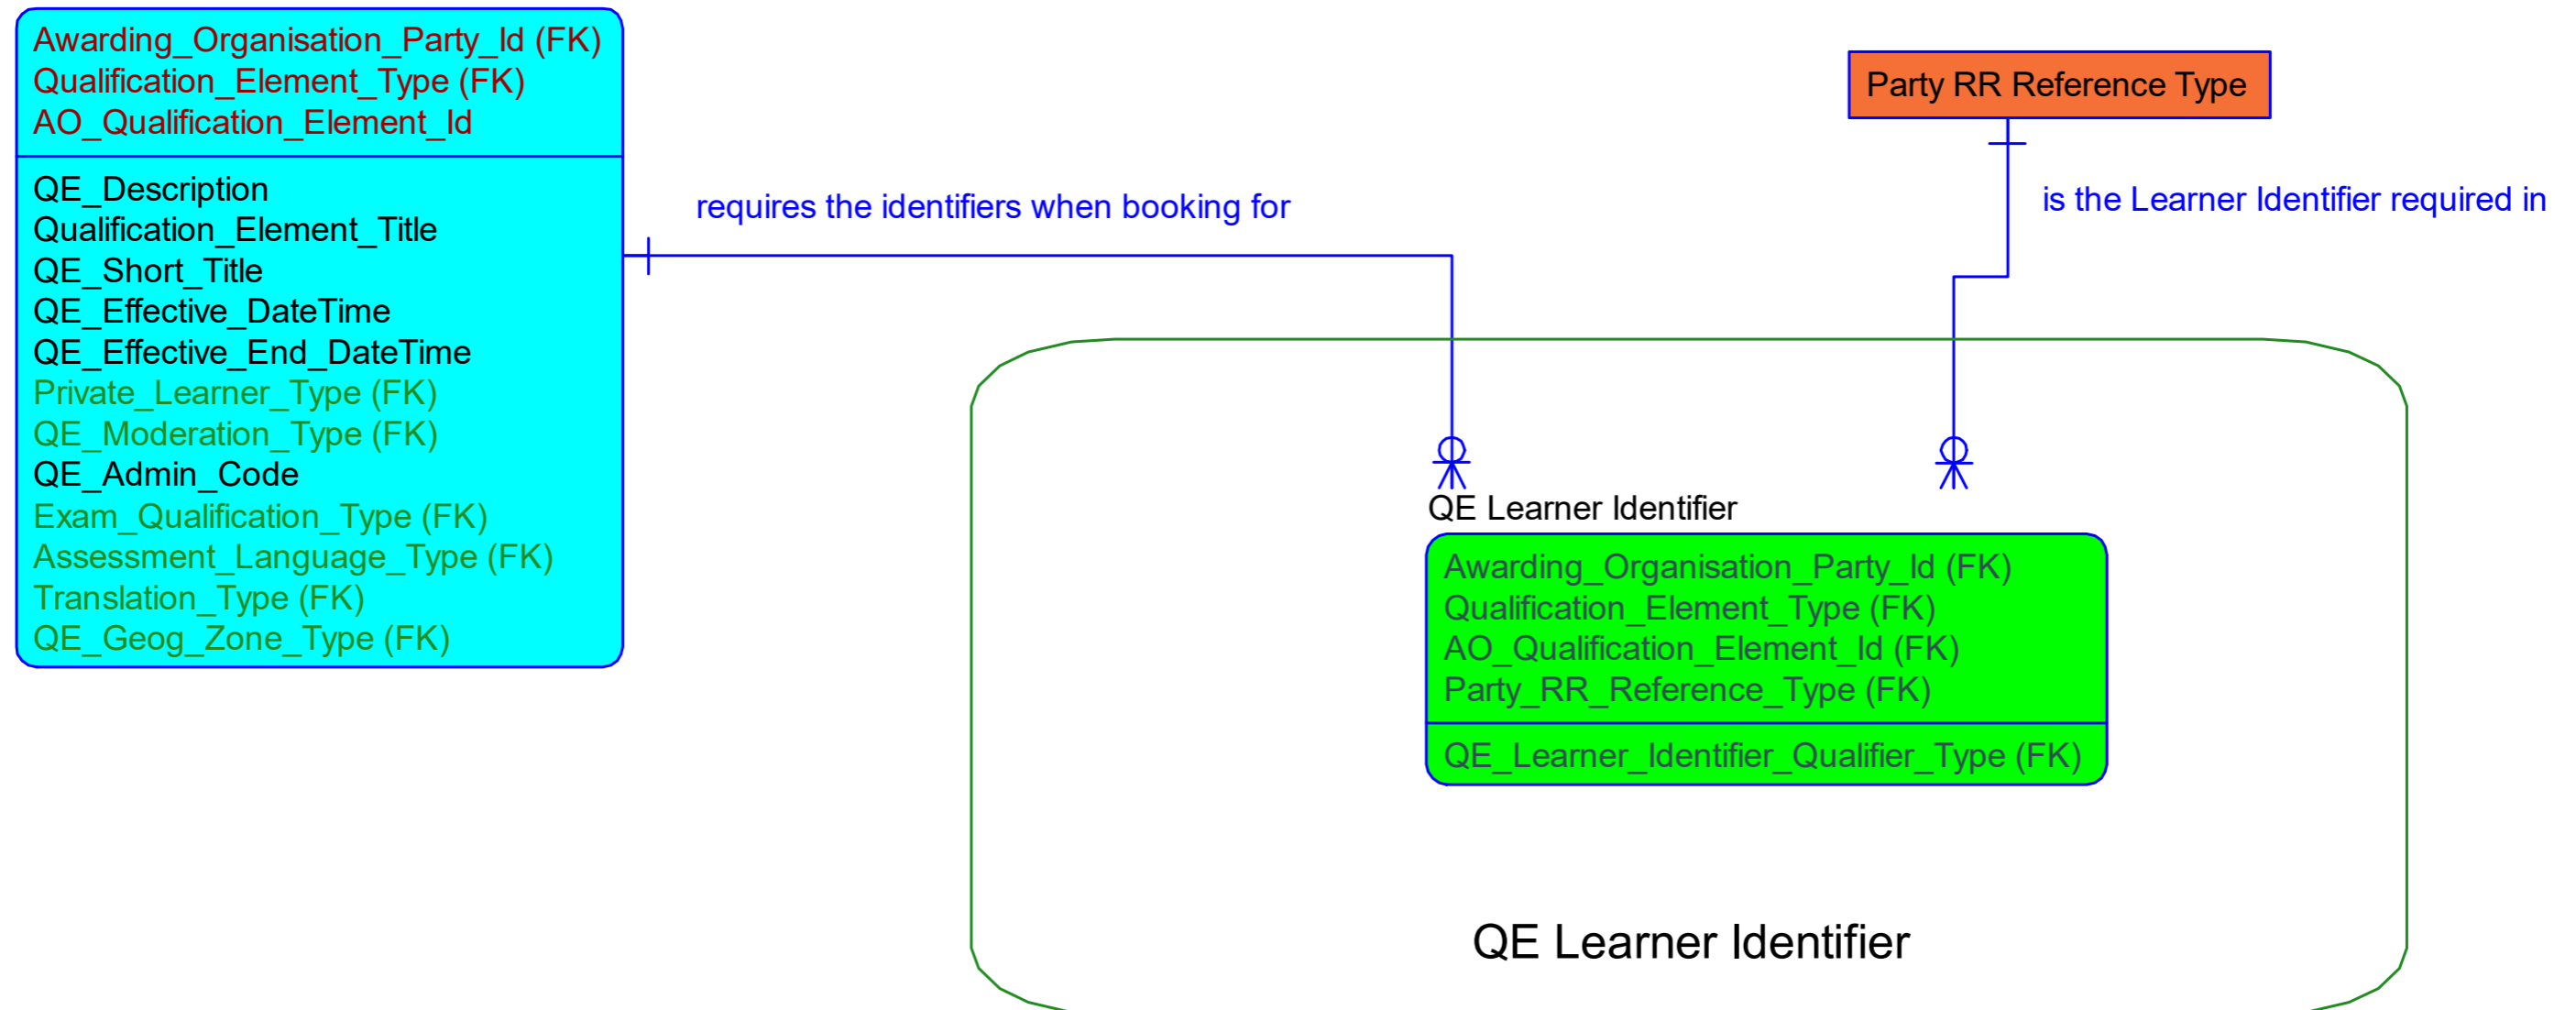 Awarding_Organisation_Party_Id (FK)
Qualification_Element_Type (FK)
AO_Qualification_Element_Id
QE_Description
Qualification_Element_Title
QE_Short_Title
QE_Effective_DateTime
QE_Effective_End_DateTime
Private_Learner_Type (FK)
QE_Moderation_Type (FK)
QE_Admin_Code
Exam_Qualification_Type (FK)
Assessment_Language_Type (FK)
Translation_Type (FK)
QE_Geog_Zone_Type (FK)
requires the identifiers when booking for
Party RR Reference Type
is the Learner Identifier required in
QE Learner Identifier
Awarding_Organisation_Party_Id (FK)
Qualification_Element_Type (FK)
AO_Qualification_Element_Id (FK)
Party_RR_Reference_Type (FK)
QE_Learner_Identifier_Qualifier_Type (FK)
QE Learner Identifier